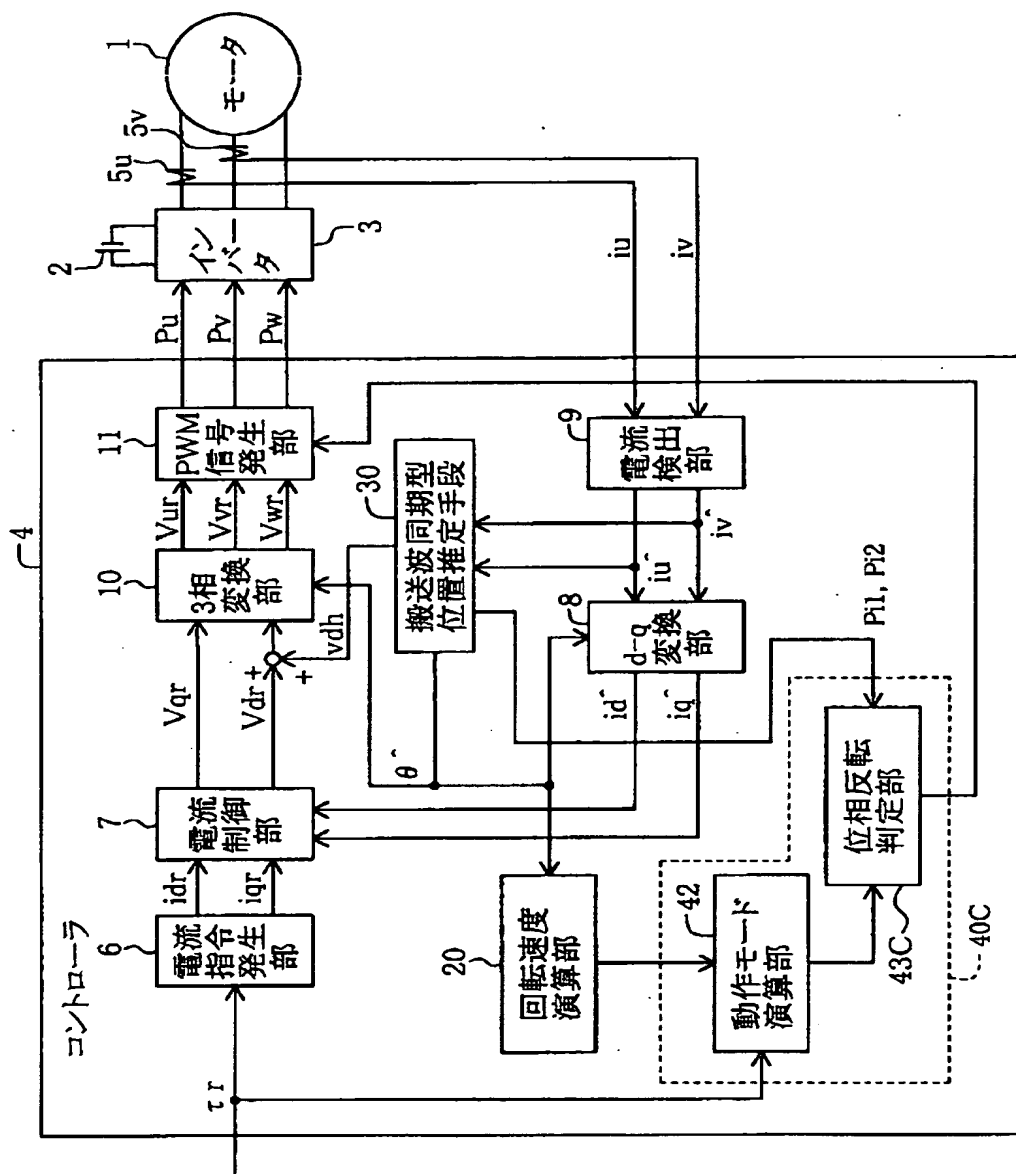 コントローラ
4
τr
6
電流
指令
発生
部
idr
iqr
7
電流
制御
部
Vqr
Vdr
+
+
vdh
10
3相
変換
部
Vur
Vvr
Vwr
11
PWM
信号
発生
部
Pu
Pv
Pw
2
インバータ
3
5u
5v
1
モータ
θ^
30
搬送波同期型
位置推定手段
iu
iv
9
電流
検出
部
iu^
iv^
8
d-q
変換
部
id^
iq^
20
回転速度
演算部
42
動作モード
演算部
Pi1, Pi2
位相反転
判定部
43C
40C